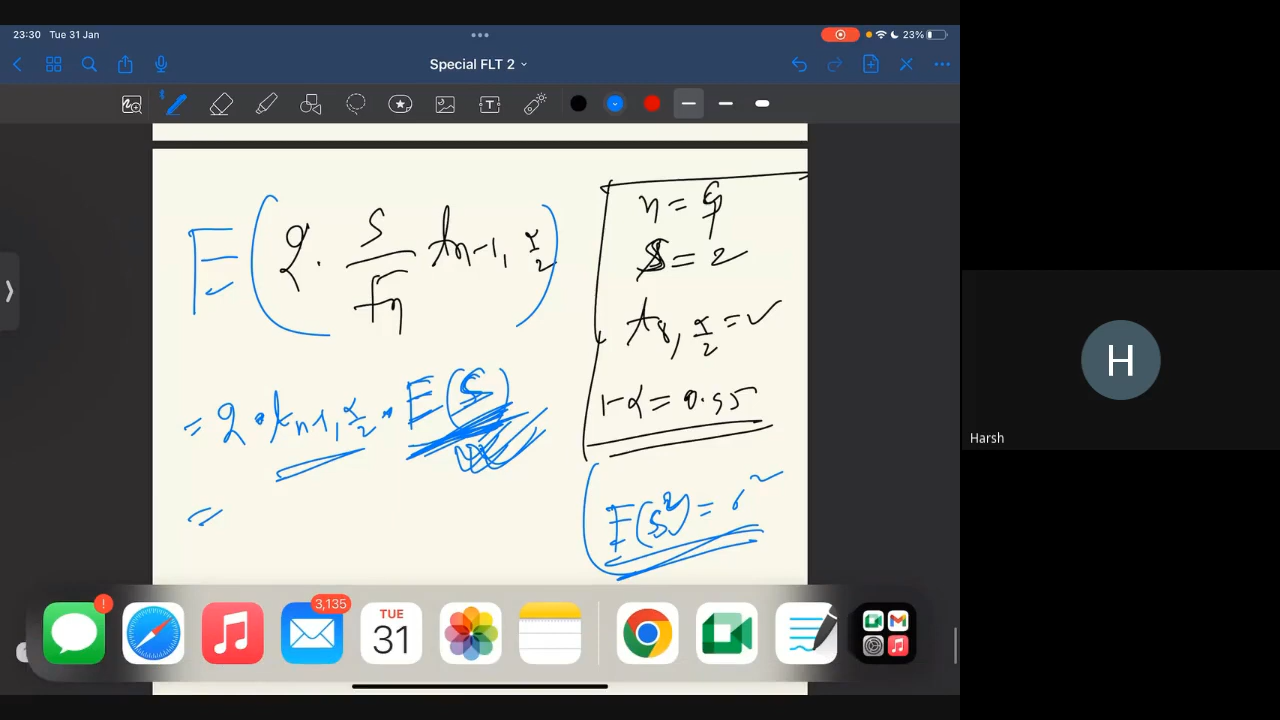 23:30 Tue 31 Jan
23%
Special FLT 2
E(2. S/√n tn-1, α/2)
n = 9
S = 2
t8, α/2 = ✓
1-α = 0.95
= 2 · tn-1, α/2 · E(S)
E(S²) = σ²
=
H
Harsh
!
3,135
TUE
31